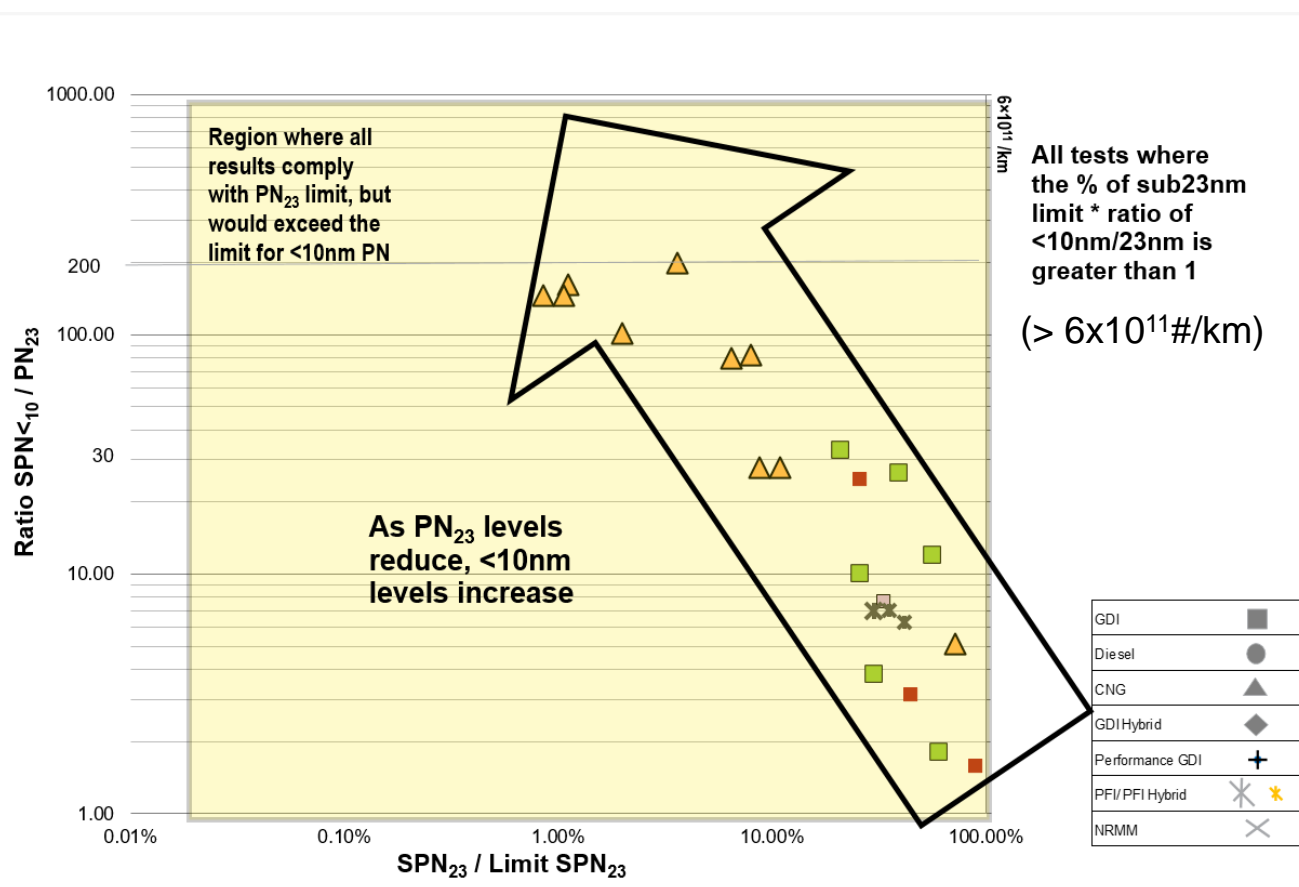 1000.00
Region where all
results comply
with PN₂₃ limit, but
would exceed the
limit for <10nm PN
6×10¹¹ /km
All tests where
the % of sub23nm
limit * ratio of
<10nm/23nm is
greater than 1
(> 6x10¹¹#/km)
200
100.00
30
10.00
1.00
Ratio SPN<₁₀ / PN₂₃
As PN₂₃ levels
reduce, <10nm
levels increase
0.01%
0.10%
1.00%
10.00%
100.00%
SPN₂₃ / Limit SPN₂₃
GDI
Diesel
CNG
GDI Hybrid
Performance GDI
PFI/ PFI Hybrid
NRMM